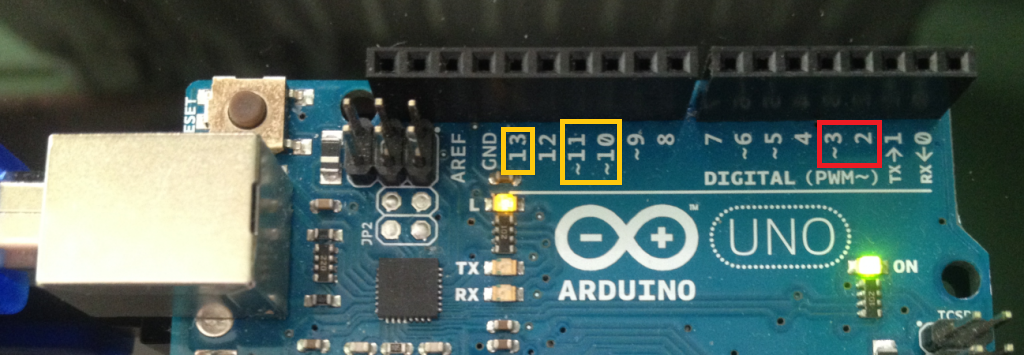 RESET
AREF
GND
13
12
~11
~10
~9
8
7
~6
~5
4
~3
2
TX→1
RX←0
DIGITAL (PWM~)
L
JP2
TX
RX
™
UNO
ON
ARDUINO